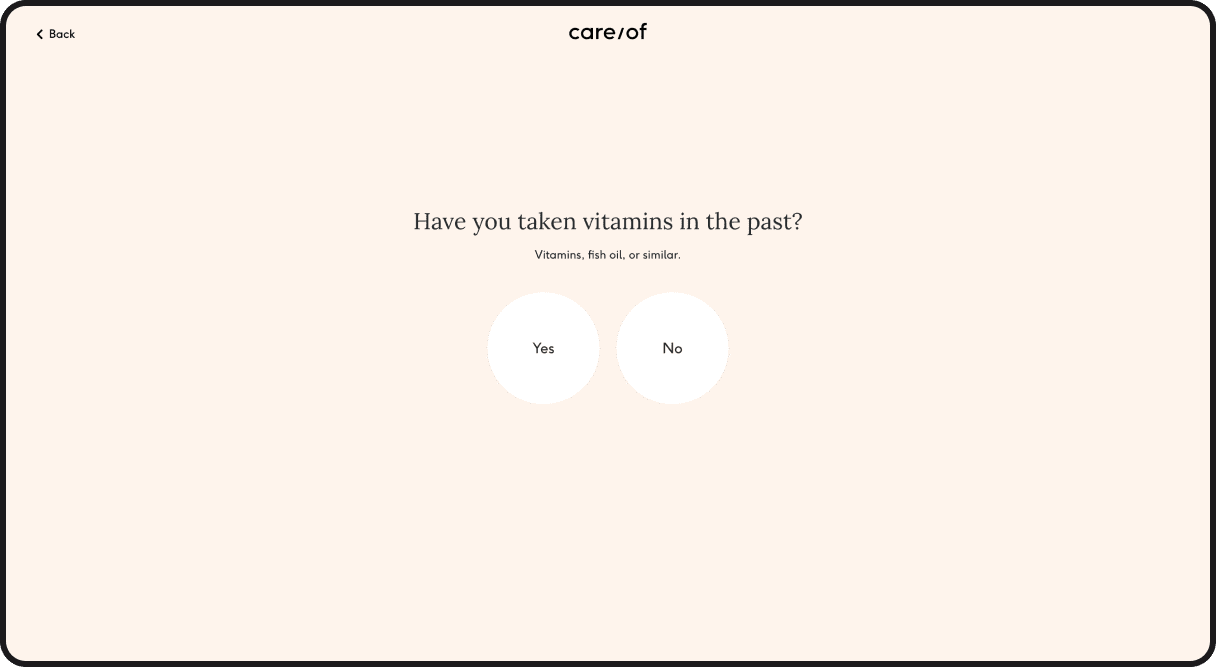 Back
care/of
Have you taken vitamins in the past?
Vitamins, fish oil, or similar.
Yes
No